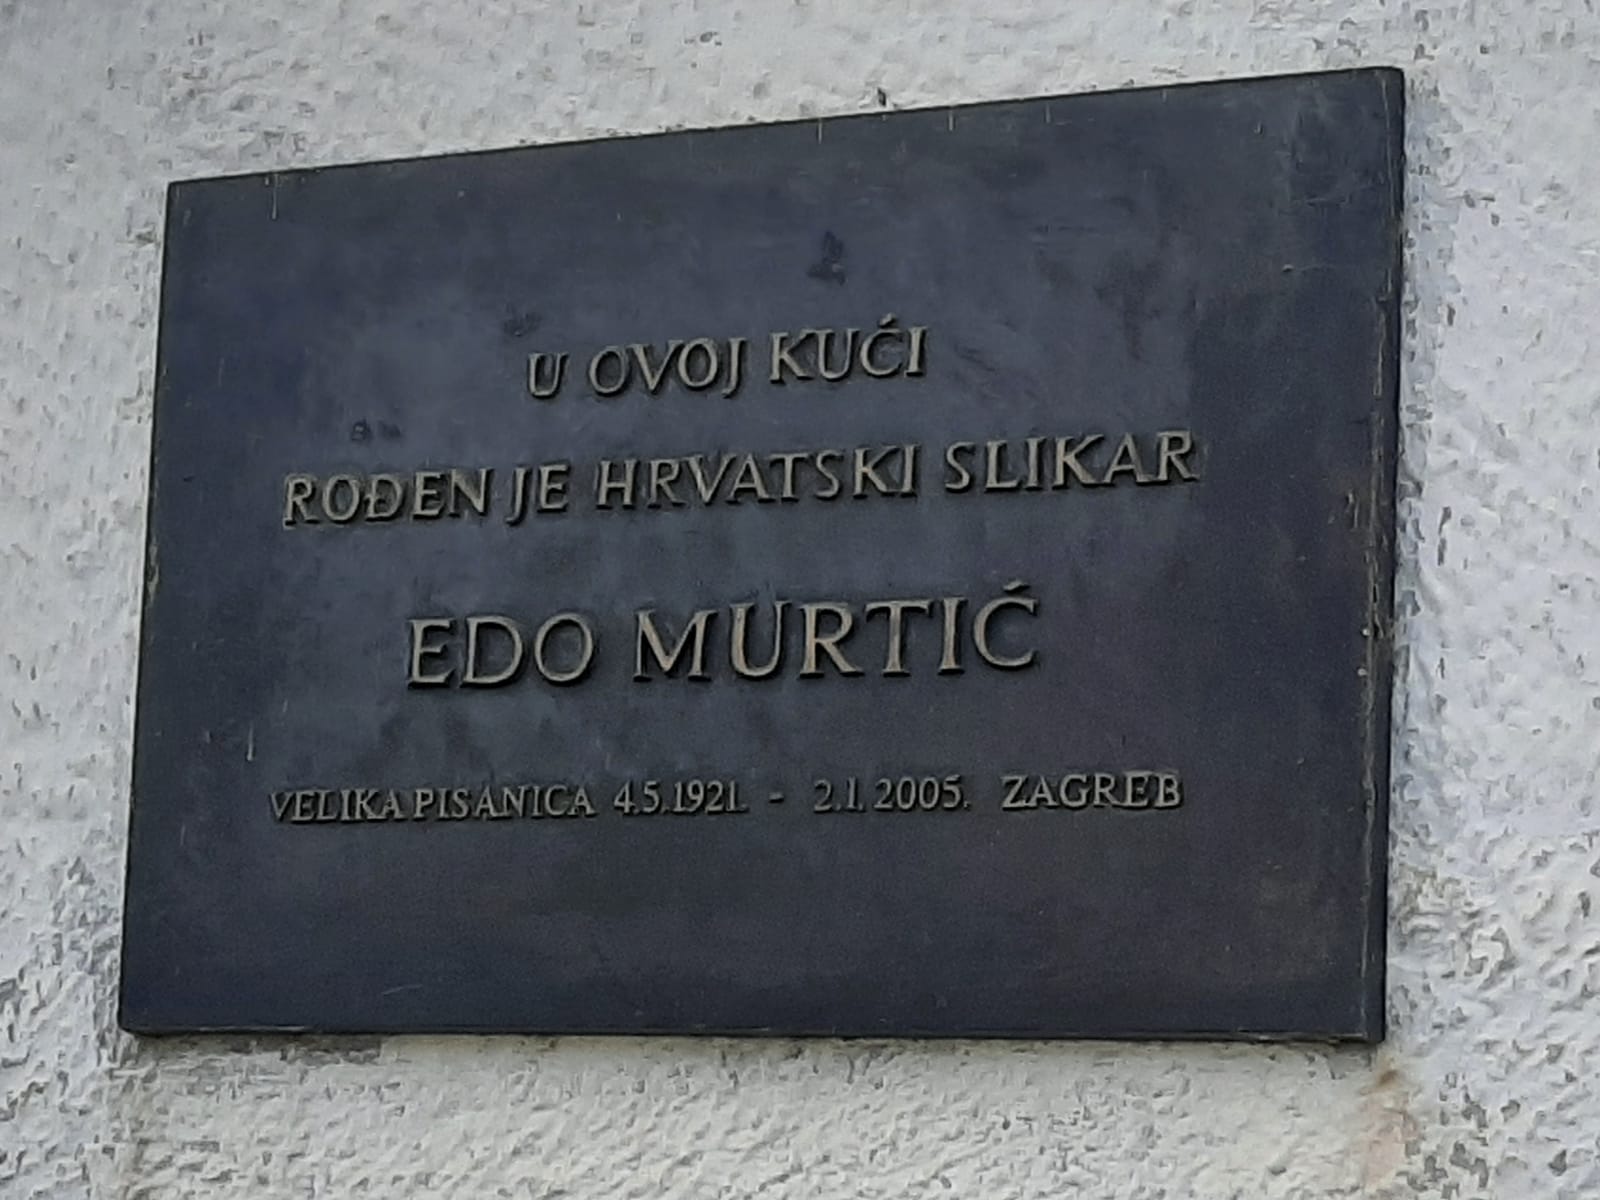 U OVOJ KUĆI
ROĐEN JE HRVATSKI SLIKAR
EDO MURTIĆ
VELIKA PISANICA 4.5.1921. - 2.1.2005. ZAGREB